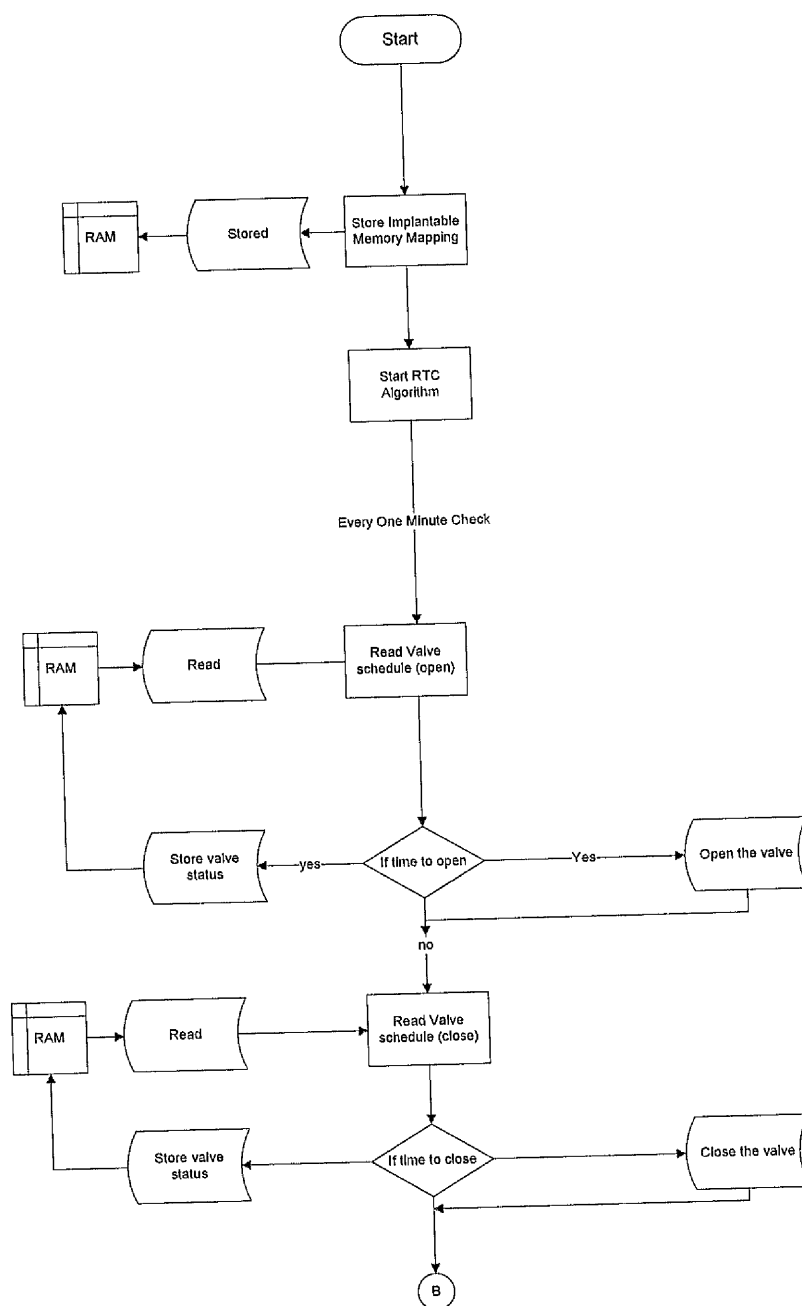 Start
RAM
Stored
Store Implantable
Memory Mapping
Start RTC
Algorithm
Every One Minute Check
RAM
Read
Read Valve
schedule (open)
Store valve
status
yes
If time to open
Yes
Open the valve
no
RAM
Read
Read Valve
schedule (close)
Store valve
status
If time to close
Close the valve
B